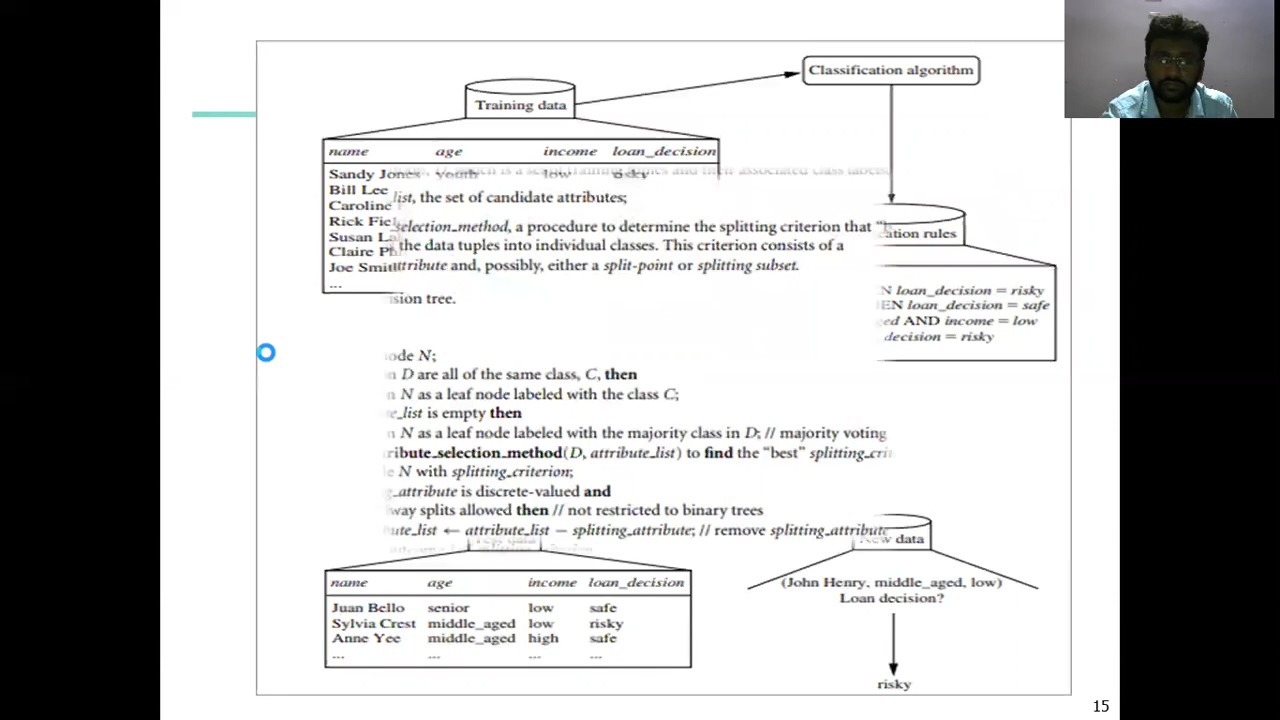 Classification algorithm
Training data
name age income loan_decision
Sandy Jones youth low risky
Bill Lee
Caroline
list, the set of candidate attributes;
Rick Fie
selection_method, a procedure to determine the splitting criterion that "b
ation rules
Susan La
the data tuples into individual classes. This criterion consists of a
Claire Ph
Joe Smith
attribute and, possibly, either a split-point or splitting subset.
...
N loan_decision = risky
EN loan_decision = safe
ed AND income = low
decision = risky
sion tree.
ode N;
n D are all of the same class, C, then
n N as a leaf node labeled with the class C;
e_list is empty then
n N as a leaf node labeled with the majority class in D; // majority voting
ribute_selection_method(D, attribute_list) to find the “best” splitting_crit
e N with splitting_criterion;
g_attribute is discrete-valued and
way splits allowed then // not restricted to binary trees
ute_list ← attribute_list − splitting_attribute; // remove splitting_attribute
New data
name age income loan_decision
(John Henry, middle_aged, low)
Loan decision?
Juan Bello senior low safe
Sylvia Crest middle_aged low risky
Anne Yee middle_aged high safe
... ... ... ...
risky
15